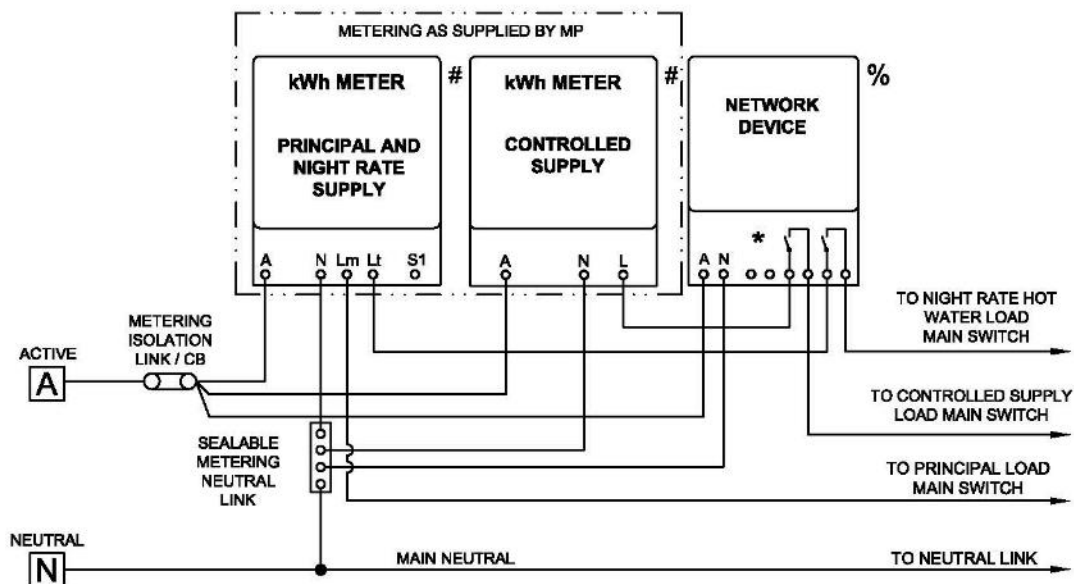 METERING AS SUPPLIED BY MP
kWh METER
#
kWh METER
#
NETWORK
DEVICE
%
PRINCIPAL AND
NIGHT RATE
SUPPLY
CONTROLLED
SUPPLY
*
A
N
Lm
Lt
S1
A
N
L
A
N
TO NIGHT RATE HOT
WATER LOAD
MAIN SWITCH
METERING
ISOLATION
LINK / CB
ACTIVE
A
TO CONTROLLED SUPPLY
LOAD MAIN SWITCH
SEALABLE
METERING
NEUTRAL
LINK
TO PRINCIPAL LOAD
MAIN SWITCH
NEUTRAL
N
MAIN NEUTRAL
TO NEUTRAL LINK